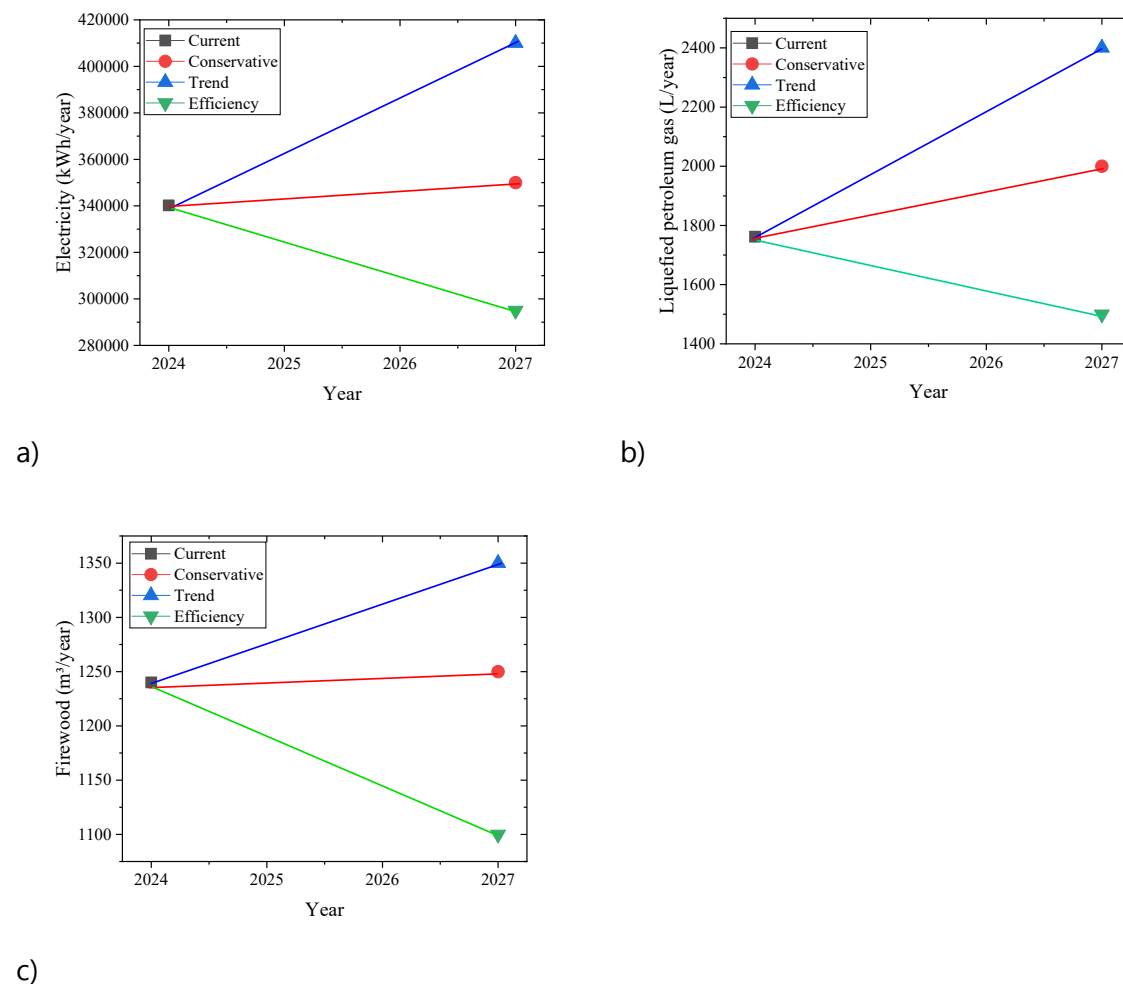 420000
400000
380000
360000
340000
320000
300000
280000
Electricity (kWh/year)
Current
Conservative
Trend
Efficiency
2024 2025 2026 2027
Year
a)
2400
2200
2000
1800
1600
1400
Liquefied petroleum gas (L/year)
Current
Conservative
Trend
Efficiency
2024 2025 2026 2027
Year
b)
1350
1300
1250
1200
1150
1100
Firewood (m³/year)
Current
Conservative
Trend
Efficiency
2024 2025 2026 2027
Year
c)